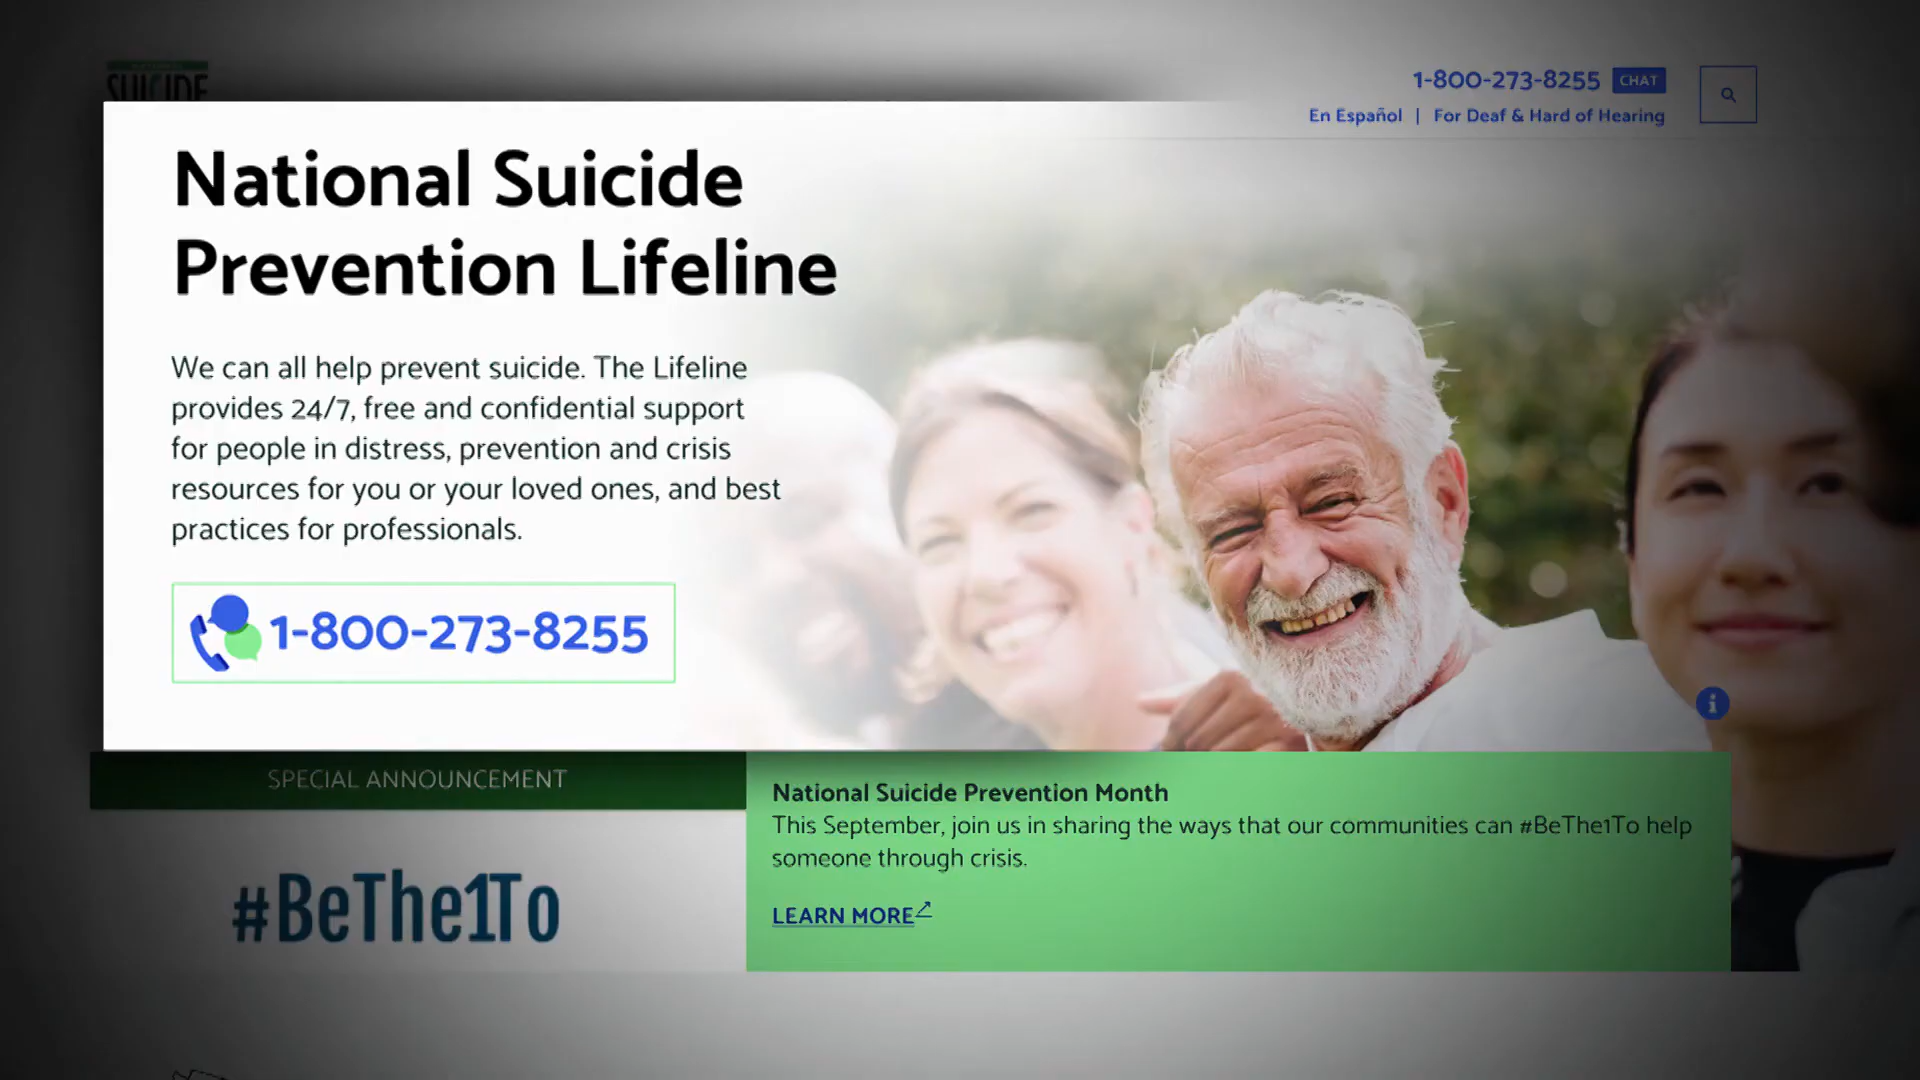 SUICIDE
1-800-273-8255 CHAT
En Español | For Deaf & Hard of Hearing
National Suicide
Prevention Lifeline
We can all help prevent suicide. The Lifeline
provides 24/7, free and confidential support
for people in distress, prevention and crisis
resources for you or your loved ones, and best
practices for professionals.
1-800-273-8255
SPECIAL ANNOUNCEMENT
#BeThe1To
National Suicide Prevention Month
This September, join us in sharing the ways that our communities can #BeThe1To help
someone through crisis.
LEARN MORE